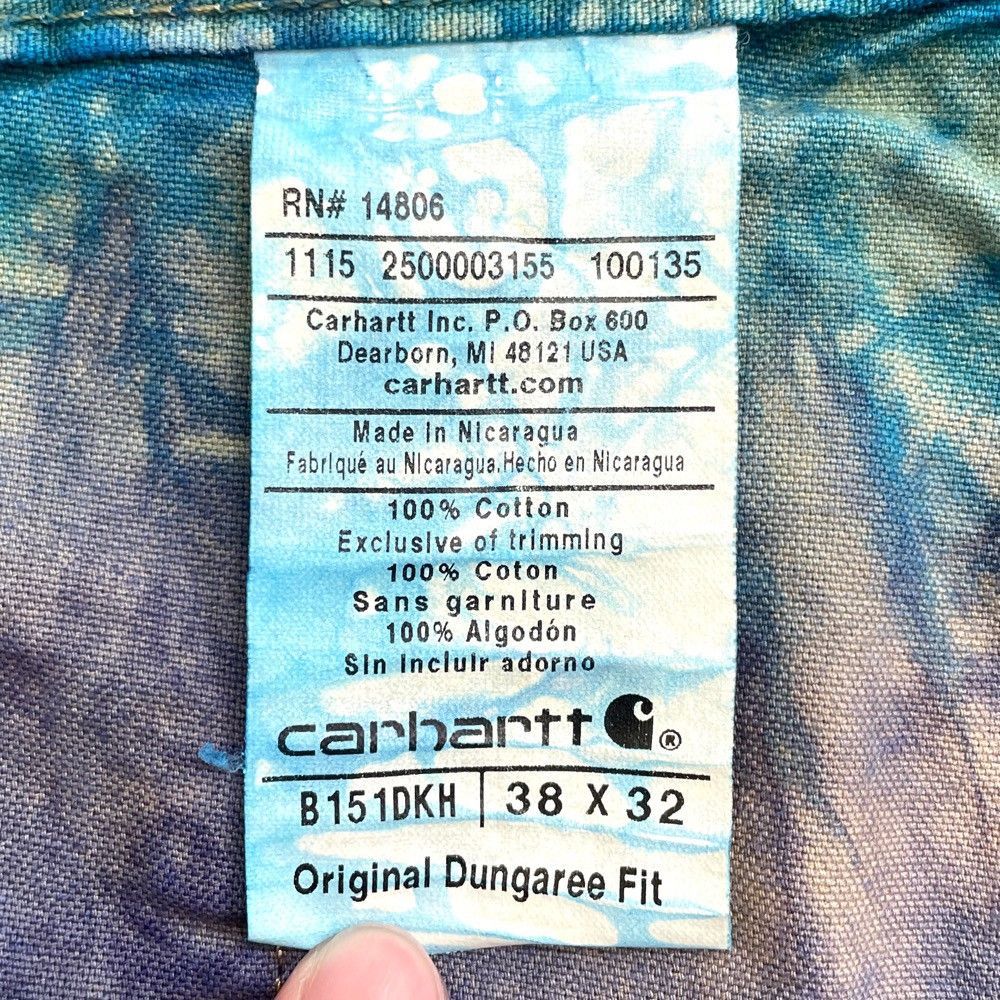 RN# 14806
1115 2500003155 100135
Carhartt Inc. P.O. Box 600
Dearborn, MI 48121 USA
carhartt.com
Made In Nicaragua
Fabriqué au Nicaragua.Hecho en Nicaragua
100% Cotton
Exclusive of trimming
100% Coton
Sans garniture
100% Algodón
Sin incluir adorno
carhartt ®
B151DKH | 38 X 32
Original Dungaree Fit